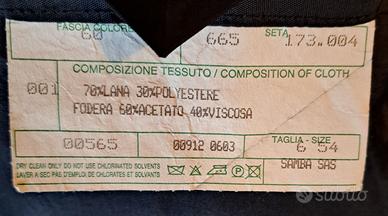 FASCIA COLORE SETA
60 665 173.004
COMPOSIZIONE TESSUTO / COMPOSITION OF CLOTH
001 70%LANA 30%POLYESTERE
FODERA 60%ACETATO 40%VISCOSA
TAGLIA - SIZE
00565 00912 0603 6 54
DRY CLEAN ONLY DO NOT USE CHLORINATED SOLVENTS
LAVER A SEC PAS D'EMPLOI DE CHLORATES ET SOLVENTS
SAMBA SAS
subito